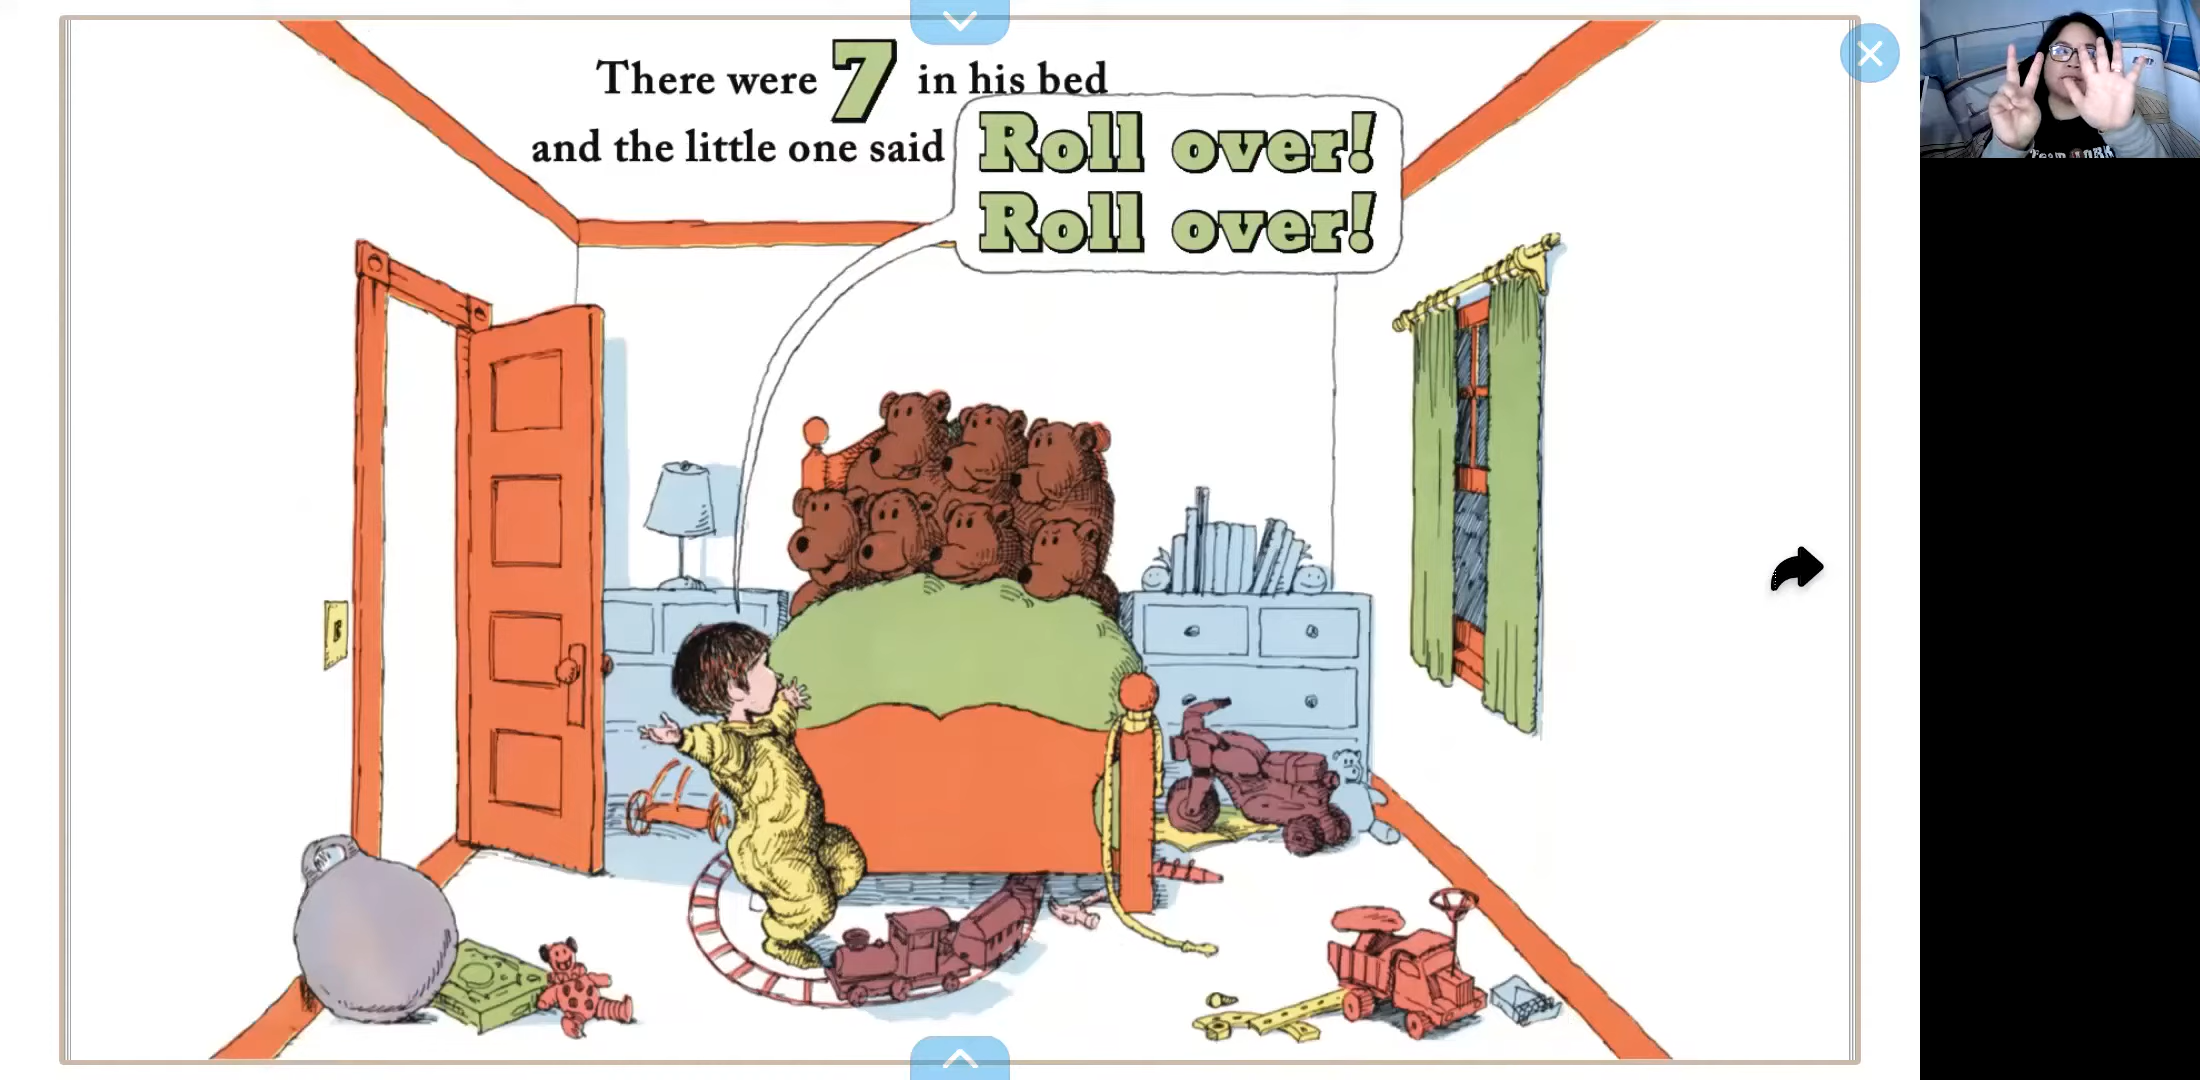 There were 7 in his bed
and the little one said
Roll over!
Roll over!